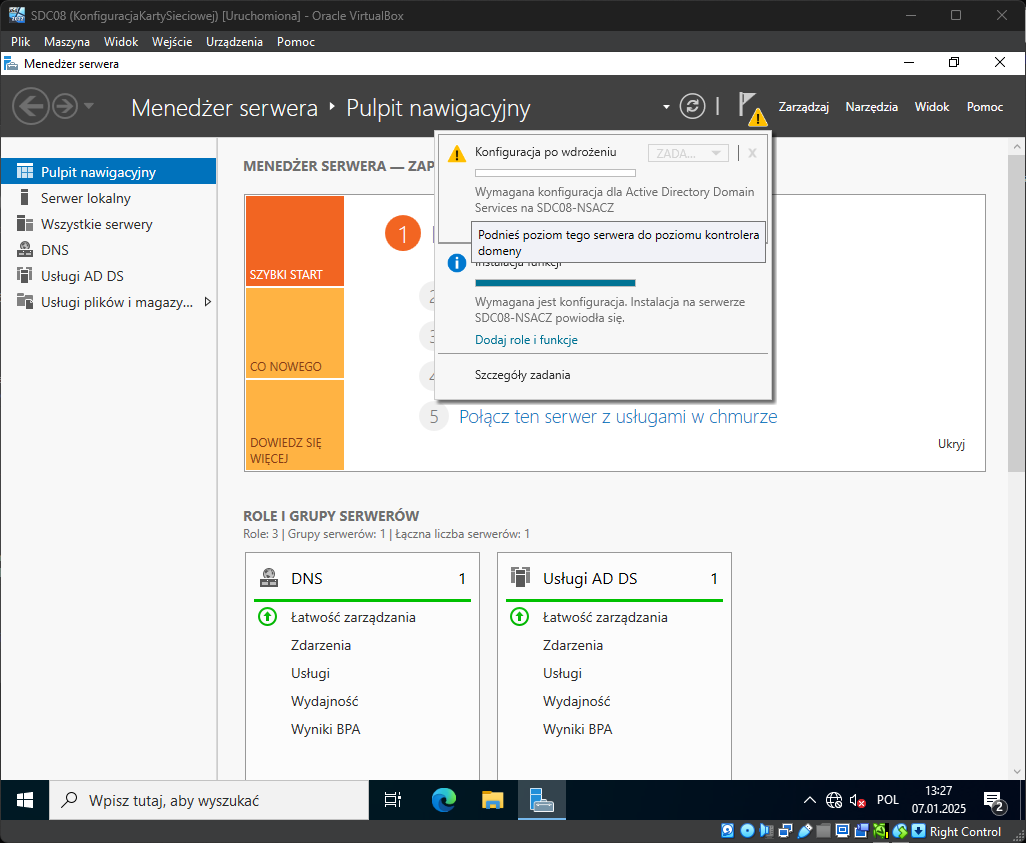 SDC08 (KonfiguracjaKartySieciowej) [Uruchomiona] - Oracle VirtualBox
Plik Maszyna Widok Wejście Urządzenia Pomoc
Menedżer serwera
Menedżer serwera Pulpit nawigacyjny
Zarządzaj Narzędzia Widok Pomoc
Pulpit nawigacyjny
Serwer lokalny
Wszystkie serwery
DNS
Usługi AD DS
Usługi plików i magazy...
MENEDŻER SERWERA — ZAP
Konfiguracja po wdrożeniu
ZADA...
X
Wymagana konfiguracja dla Active Directory Domain
Services na SDC08-NSACZ
Podnieś poziom tego serwera do poziomu kontrolera
domeny
Instalacja funkcji
Wymagana jest konfiguracja. Instalacja na serwerze
SDC08-NSACZ powiodła się.
Dodaj role i funkcje
Szczegóły zadania
SZYBKI START
CO NOWEGO
DOWIEDZ SIĘ
WIĘCEJ
1
2
3
4
5 Połącz ten serwer z usługami w chmurze
Ukryj
ROLE I GRUPY SERWERÓW
Role: 3 | Grupy serwerów: 1 | Łączna liczba serwerów: 1
DNS 1
Łatwość zarządzania
Zdarzenia
Usługi
Wydajność
Wyniki BPA
Usługi AD DS 1
Łatwość zarządzania
Zdarzenia
Usługi
Wydajność
Wyniki BPA
Wpisz tutaj, aby wyszukać
POL
13:27
07.01.2025
2
Right Control